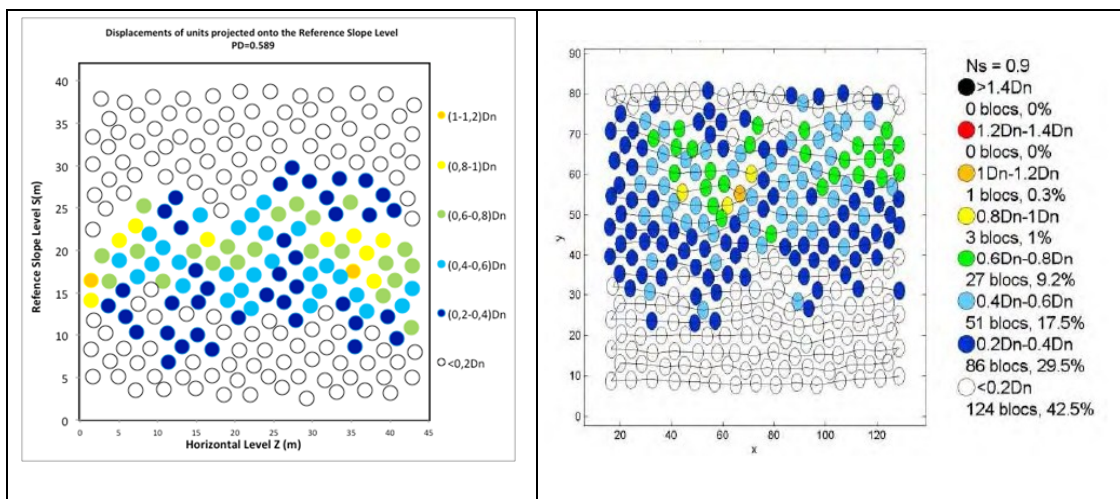 Displacements of units projected onto the Reference Slope Level
PD=0.589
Refence Slope Level S(m)
40
35
30
25
20
15
10
5
0
0
5
10
15
20
25
30
35
40
45
Horizontal Level Z (m)
(1-1,2)Dn
(0,8-1)Dn
(0,6-0,8)Dn
(0,4-0,6)Dn
(0,2-0,4)Dn
<0,2Dn
90
80
70
60
50
40
30
20
10
0
y
20
40
60
80
100
120
x
Ns = 0.9
>1.4Dn
0 blocs, 0%
1.2Dn-1.4Dn
0 blocs, 0%
1Dn-1.2Dn
1 blocs, 0.3%
0.8Dn-1Dn
3 blocs, 1%
0.6Dn-0.8Dn
27 blocs, 9.2%
0.4Dn-0.6Dn
51 blocs, 17.5%
0.2Dn-0.4Dn
86 blocs, 29.5%
<0.2Dn
124 blocs, 42.5%